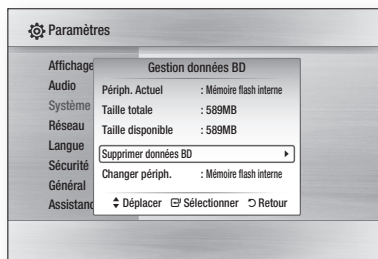 Paramètres
Affichage
Audio
Système
Réseau
Langue
Sécurité
Général
Assistanc
Gestion données BD
Périph. Actuel : Mémoire flash interne
Taille totale : 589MB
Taille disponible : 589MB
Supprimer données BD
Changer périph. : Mémoire flash interne
Déplacer Sélectionner Retour